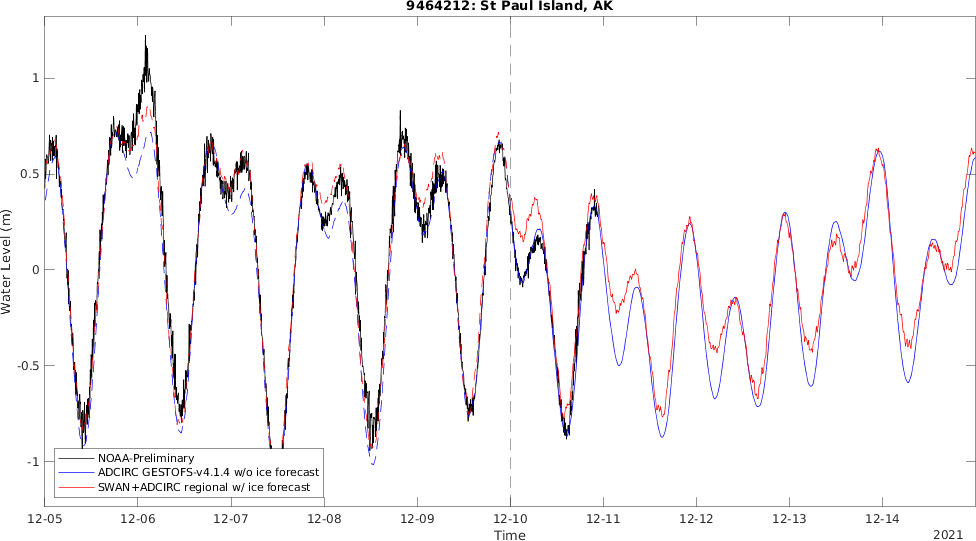 9464212: St Paul Island, AK
Water Level (m)
1
0.5
0
-0.5
-1
NOAA-Preliminary
ADCIRC GESTOFS-v4.1.4 w/o ice forecast
SWAN+ADCIRC regional w/ ice forecast
12-05 12-06 12-07 12-08 12-09 12-10 12-11 12-12 12-13 12-14
Time
2021